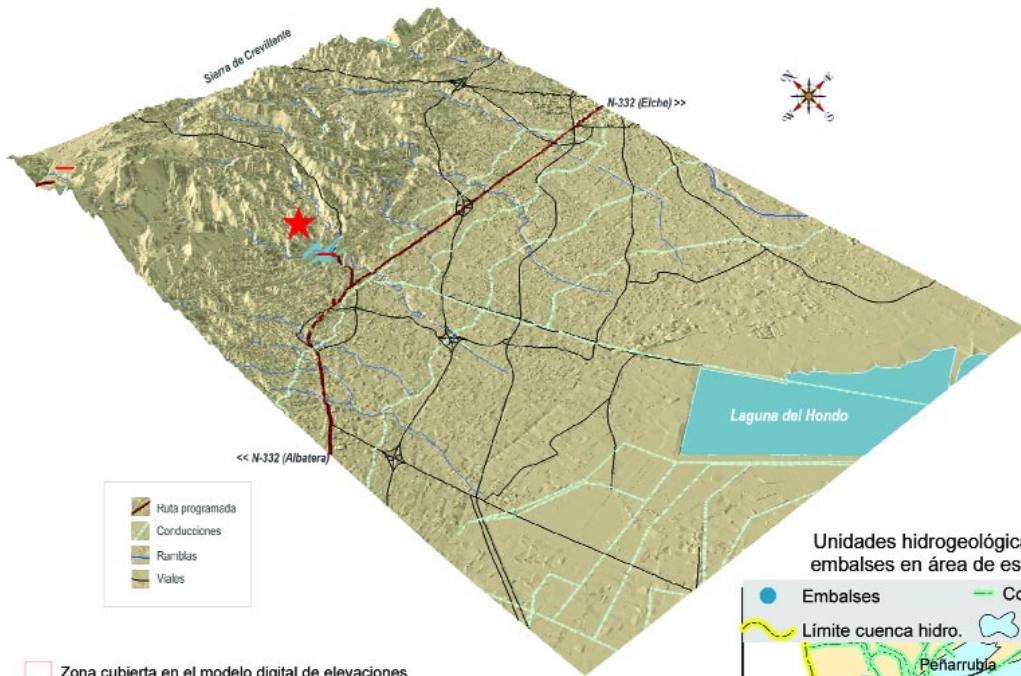 Sierra de Crevillente
N
E
W
S
N-332 (Elche) >>
Laguna del Hondo
<< N-332 (Albatera)
Ruta programada
Conducciones
Ramblas
Viales
Unidades hidrogeológica
embalses en área de es
Embalses
Co
Límite cuenca hidro.
Peñarrubia
Zona cubierta en el modelo digital de elevaciones